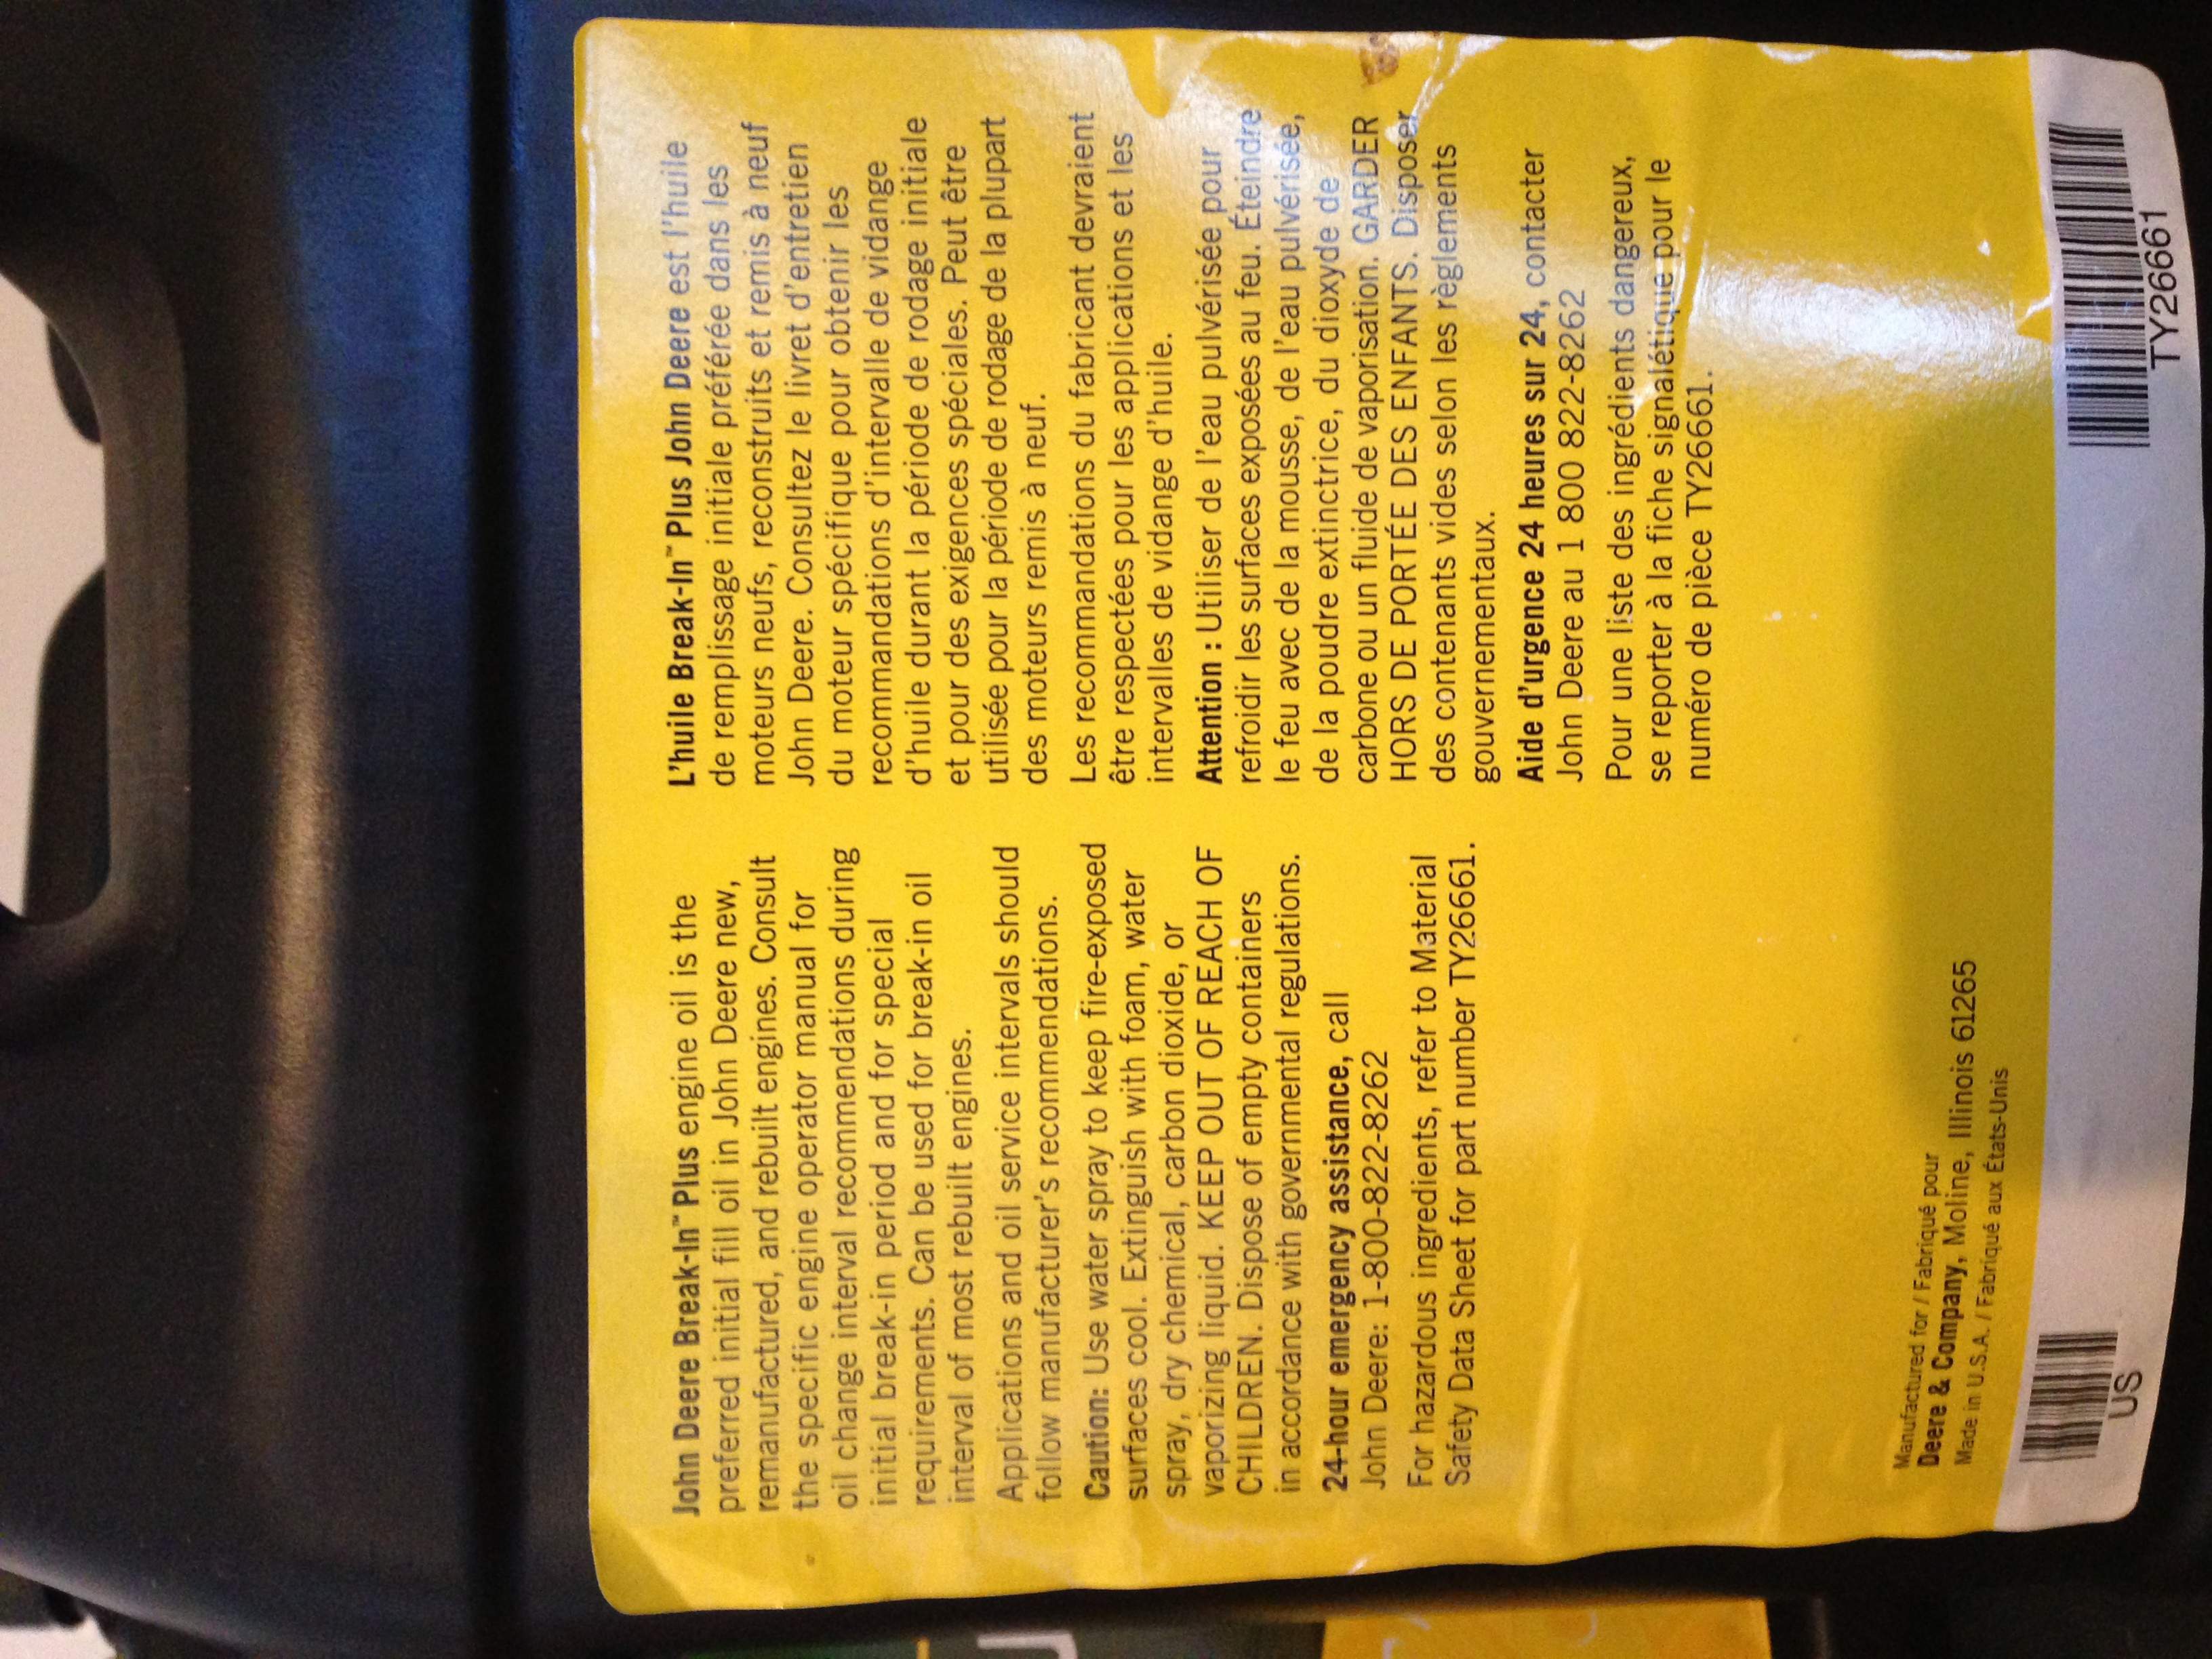 John Deere Break-In™ Plus engine oil is the
preferred initial fill oil in John Deere new,
remanufactured, and rebuilt engines. Consult
the specific engine operator manual for
oil change interval recommendations during
initial break-in period and for special
requirements. Can be used for break-in oil
interval of most rebuilt engines.
Applications and oil service intervals should
follow manufacturer's recommendations.
Caution: Use water spray to keep fire-exposed
surfaces cool. Extinguish with foam, water
spray, dry chemical, carbon dioxide, or
vaporizing liquid. KEEP OUT OF REACH OF
CHILDREN. Dispose of empty containers
in accordance with governmental regulations.
24-hour emergency assistance, call
John Deere: 1-800-822-8262
For hazardous ingredients, refer to Material
Safety Data Sheet for part number TY26661.
L'huile Break-In™ Plus John Deere est l'huile
de remplissage initiale préférée dans les
moteurs neufs, reconstruits et remis à neuf
John Deere. Consultez le livret d'entretien
du moteur spécifique pour obtenir les
recommandations d'intervalle de vidange
d'huile durant la période de rodage initiale
et pour des exigences spéciales. Peut être
utilisée pour la période de rodage de la plupart
des moteurs remis à neuf.
Les recommandations du fabricant devraient
être respectées pour les applications et les
intervalles de vidange d'huile.
Attention : Utiliser de l'eau pulvérisée pour
refroidir les surfaces exposées au feu. Éteindre
le feu avec de la mousse, de l'eau pulvérisée,
de la poudre extinctrice, du dioxyde de
carbone ou un fluide de vaporisation. GARDER
HORS DE PORTÉE DES ENFANTS. Disposer
des contenants vides selon les règlements
gouvernementaux.
Aide d'urgence 24 heures sur 24, contacter
John Deere au 1 800 822-8262
Pour une liste des ingrédients dangereux,
se reporter à la fiche signalétique pour le
numéro de pièce TY26661.
Manufactured for / Fabriqué pour
Deere & Company, Moline, Illinois 61265
Made in U.S.A. / Fabriqué aux États-Unis
US
TY26661